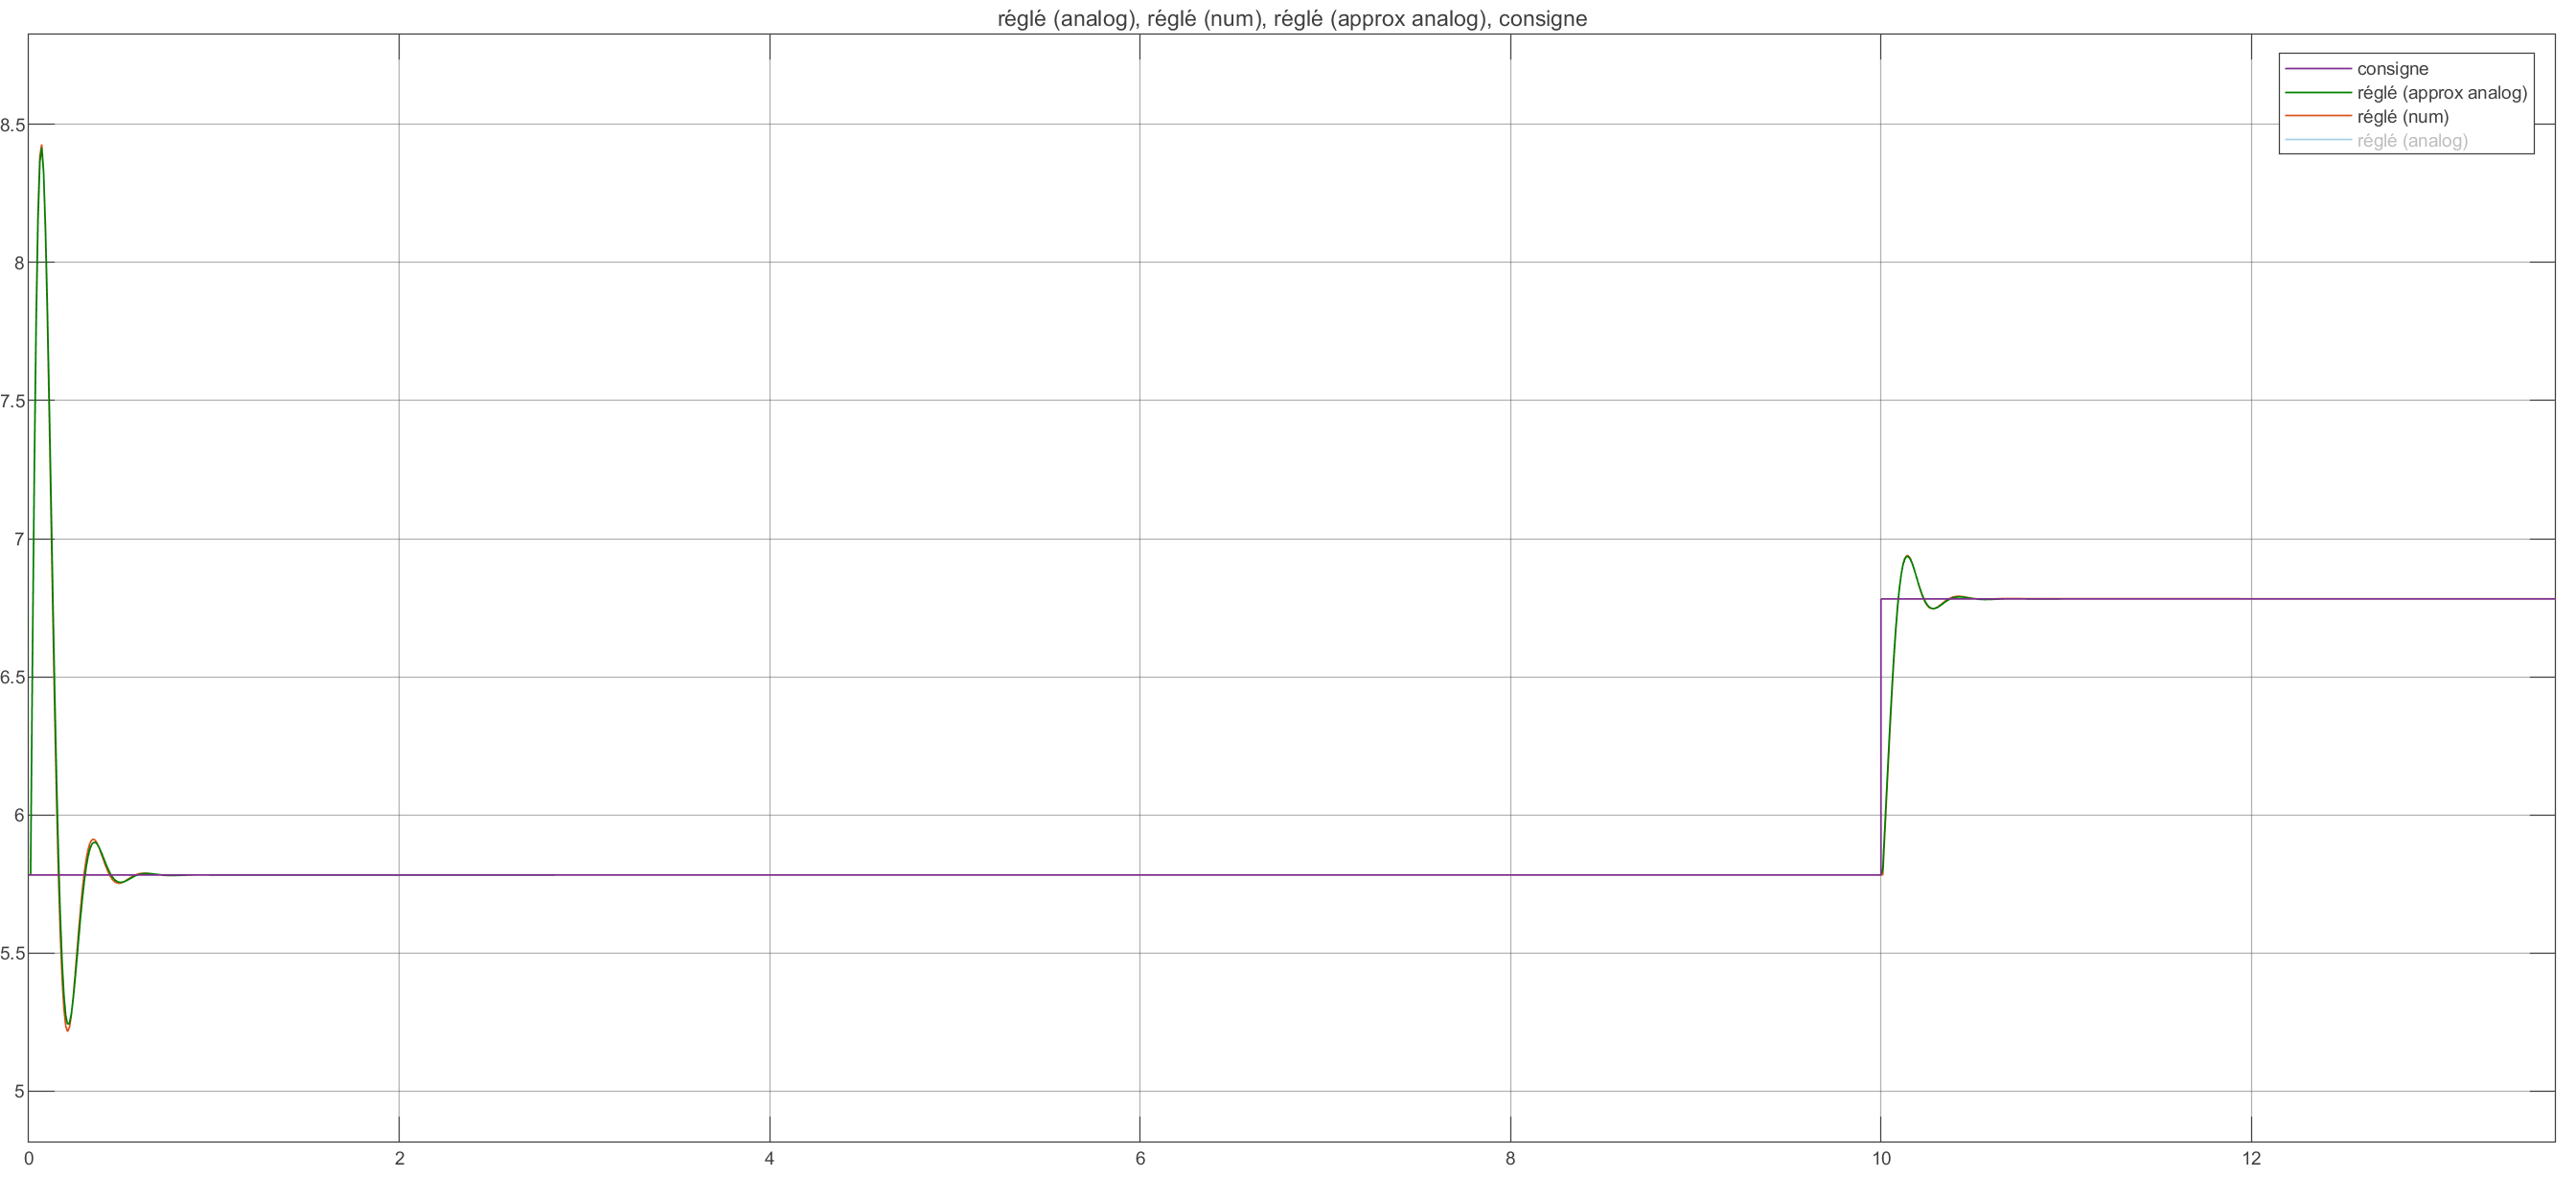 réglé (analog), réglé (num), réglé (approx analog), consigne
consigne
réglé (approx analog)
réglé (num)
réglé (analog)
8.5
8
7.5
7
6.5
6
5.5
5
0 2 4 6 8 10 12